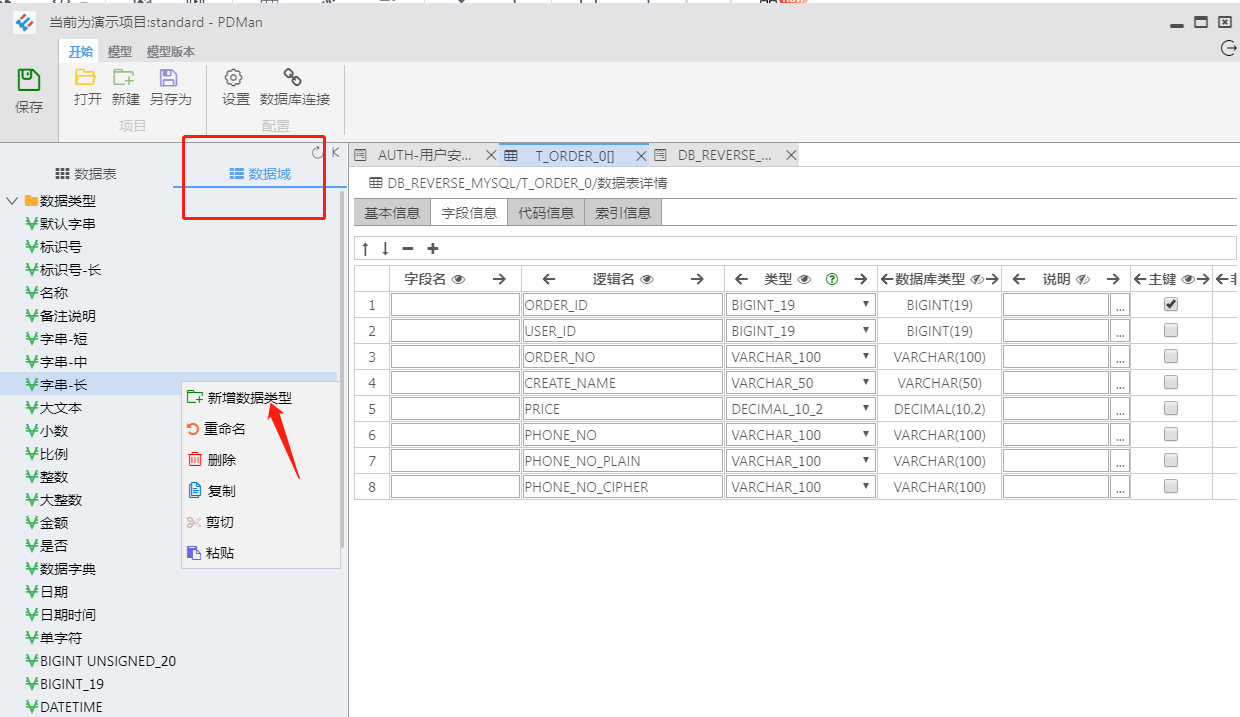 当前为演示项目:standard - PDMan
开始 模型 模型版本
保存
打开 新建 另存为 设置 数据库连接
项目 配置
数据表 数据域
数据类型
默认字串
标识号
标识号-长
名称
备注说明
字串-短
字串-中
字串-长
大文本
小数
比例
整数
大整数
金额
是否
数据字典
日期
日期时间
单字符
BIGINT UNSIGNED_20
BIGINT_19
DATETIME
新增数据类型
重命名
删除
复制
剪切
粘贴
AUTH-用户安... T_ORDER_0[] DB_REVERSE_...
DB_REVERSE_MYSQL/T_ORDER_0/数据表详情
基本信息 字段信息 代码信息 索引信息
字段名 逻辑名 类型 数据库类型 说明 主键
1 ORDER_ID BIGINT_19 BIGINT(19) ...
2 USER_ID BIGINT_19 BIGINT(19) ...
3 ORDER_NO VARCHAR_100 VARCHAR(100) ...
4 CREATE_NAME VARCHAR_50 VARCHAR(50) ...
5 PRICE DECIMAL_10_2 DECIMAL(10,2) ...
6 PHONE_NO VARCHAR_100 VARCHAR(100) ...
7 PHONE_NO_PLAIN VARCHAR_100 VARCHAR(100) ...
8 PHONE_NO_CIPHER VARCHAR_100 VARCHAR(100) ...